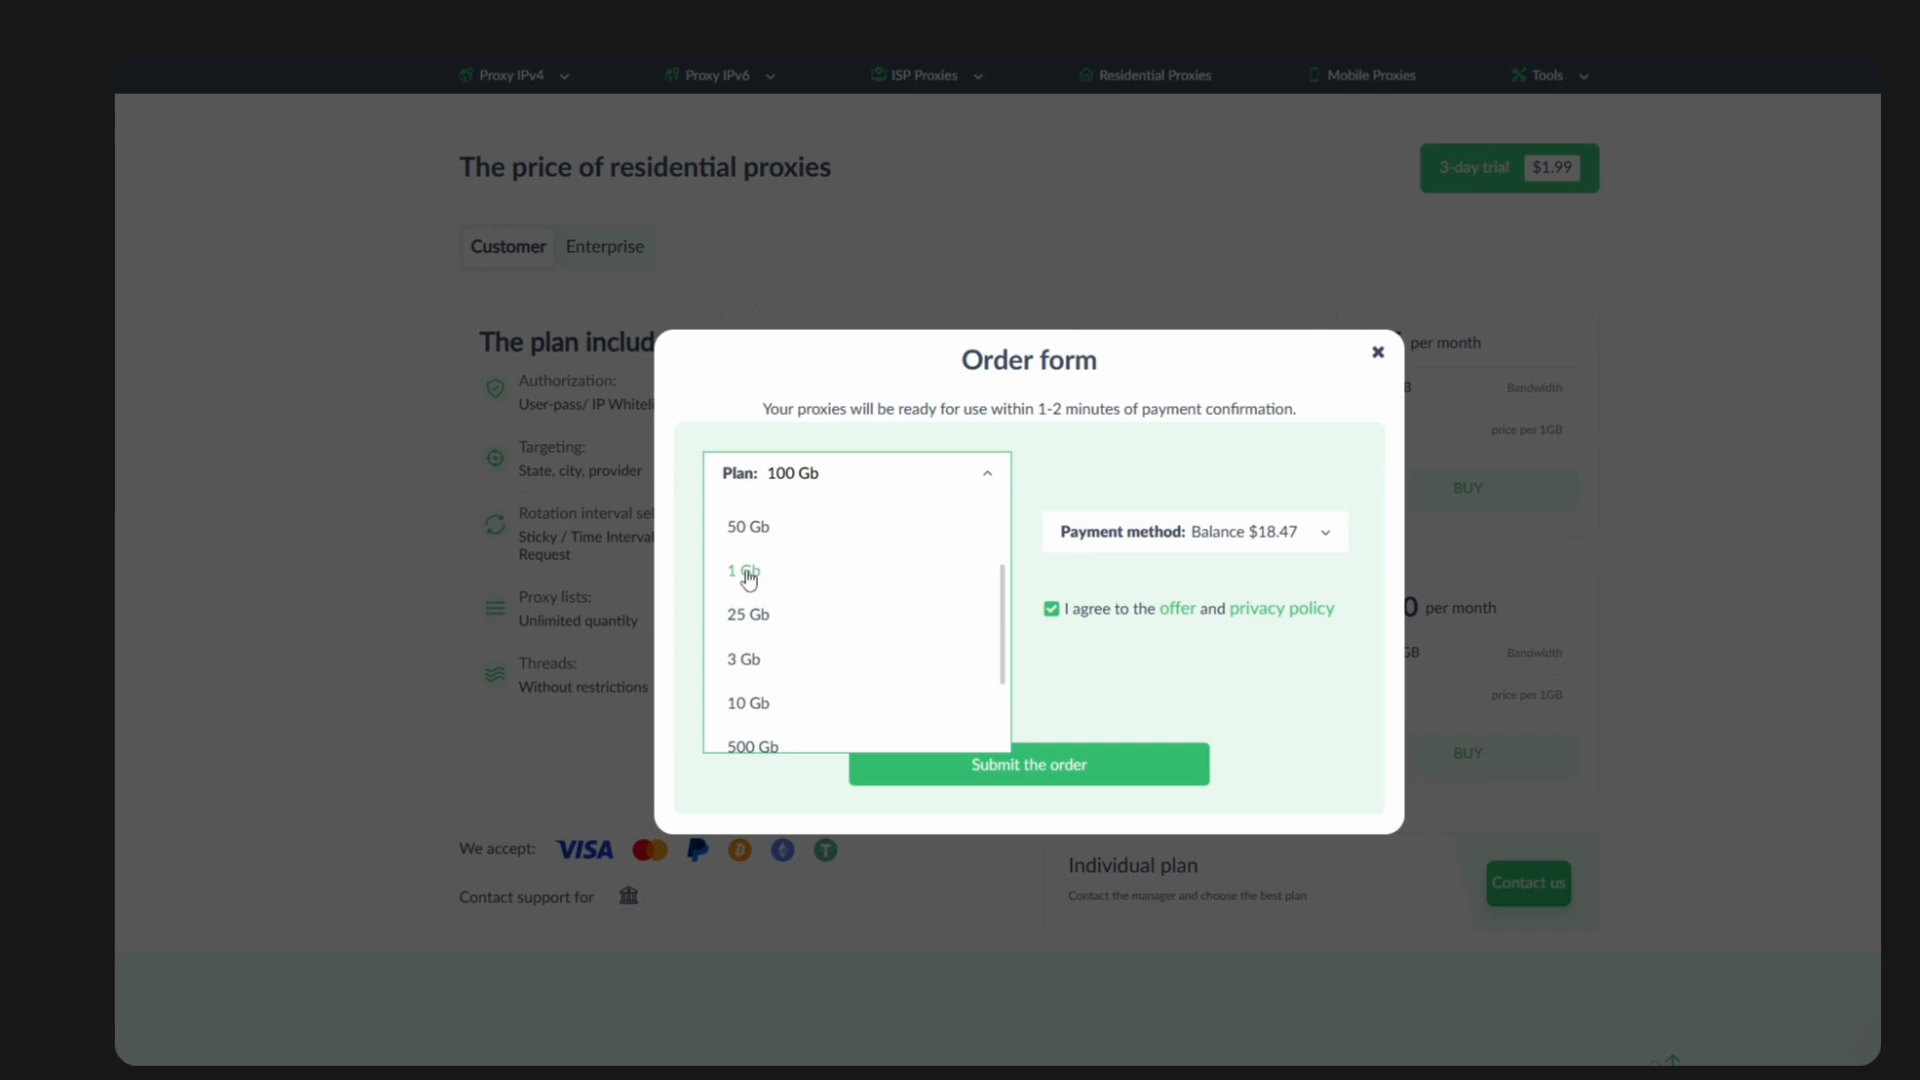 Proxy IPv4
Proxy IPv6
ISP Proxies
Residential Proxies
Mobile Proxies
Tools
The price of residential proxies
3-day trial $1.99
Customer
Enterprise
The plan includ
Authorization:
User-pass/ IP Whiteli
Targeting:
State, city, provider
Rotation interval sel
Sticky / Time Interval
Request
Proxy lists:
Unlimited quantity
Threads:
Without restrictions
Order form
Your proxies will be ready for use within 1-2 minutes of payment confirmation.
Plan: 100 Gb
50 Gb
1 Gb
25 Gb
3 Gb
10 Gb
500 Gb
Payment method: Balance $18.47
I agree to the offer and privacy policy
Submit the order
per month
Bandwidth
price per 1GB
BUY
0 per month
GB Bandwidth
price per 1GB
BUY
We accept: VISA
Contact support for
Individual plan
Contact the manager and choose the best plan
Contact us